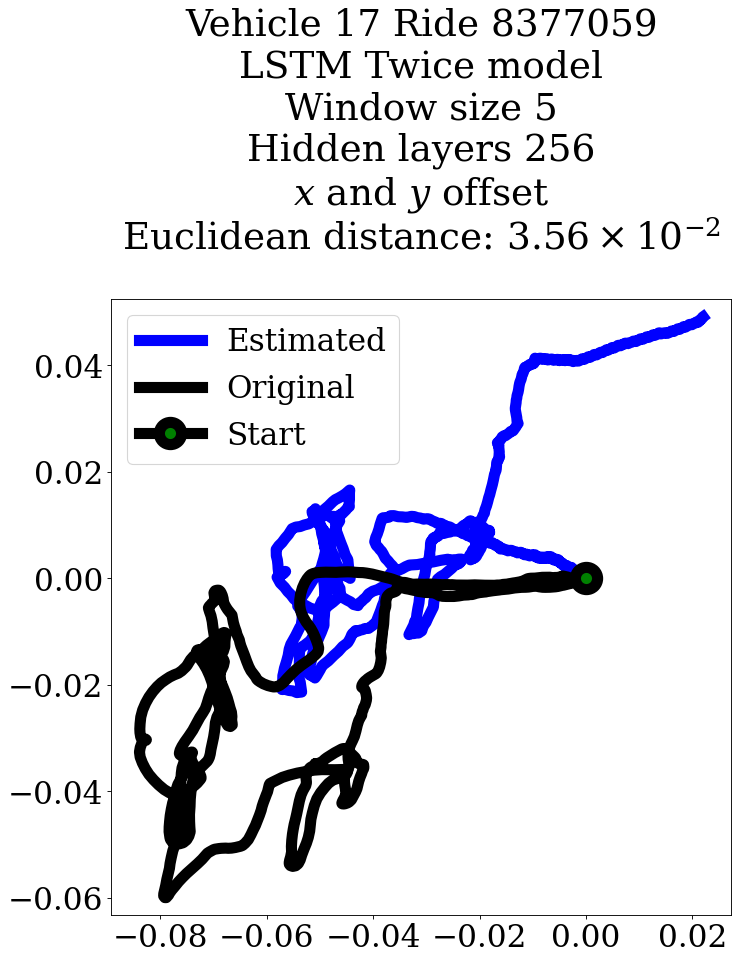 Vehicle 17 Ride 8377059
LSTM Twice model
Window size 5
Hidden layers 256
x and y offset
Euclidean distance: 3.56 × 10⁻²
Estimated
Original
Start
0.04
0.02
0.00
−0.02
−0.04
−0.06
−0.08 −0.06 −0.04 −0.02 0.00 0.02